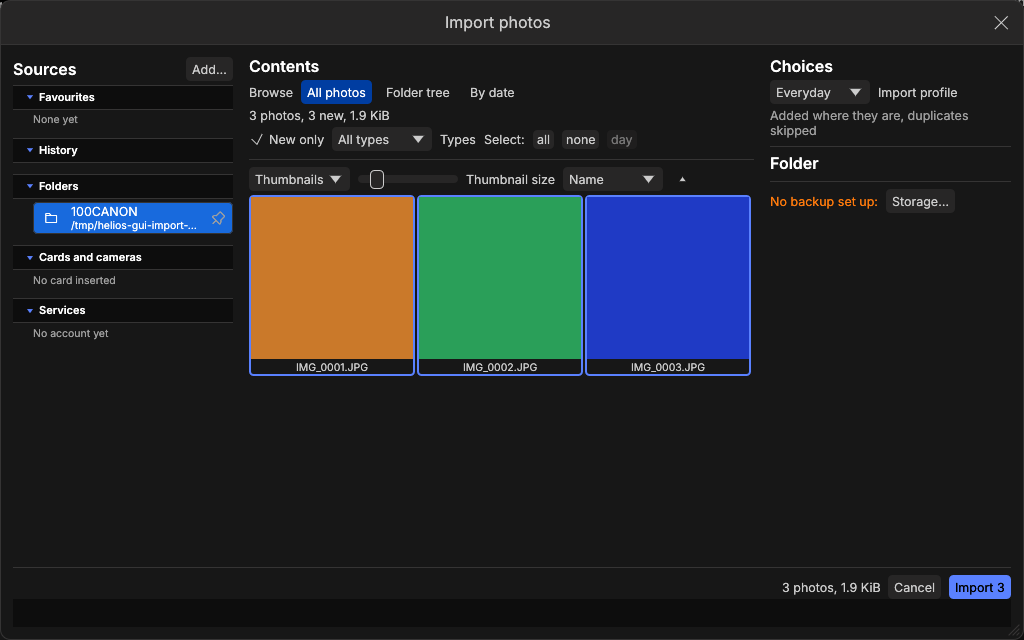 Import photos
Sources
Add...
Favourites
None yet
History
Folders
100CANON
/tmp/helios-gui-import-...
Cards and cameras
No card inserted
Services
No account yet
Contents
Browse All photos Folder tree By date
3 photos, 3 new, 1.9 KiB
New only All types Types Select: all none day
Thumbnails Thumbnail size Name
IMG_0001.JPG IMG_0002.JPG IMG_0003.JPG
Choices
Everyday Import profile
Added where they are, duplicates
skipped
Folder
No backup set up: Storage...
3 photos, 1.9 KiB Cancel Import 3